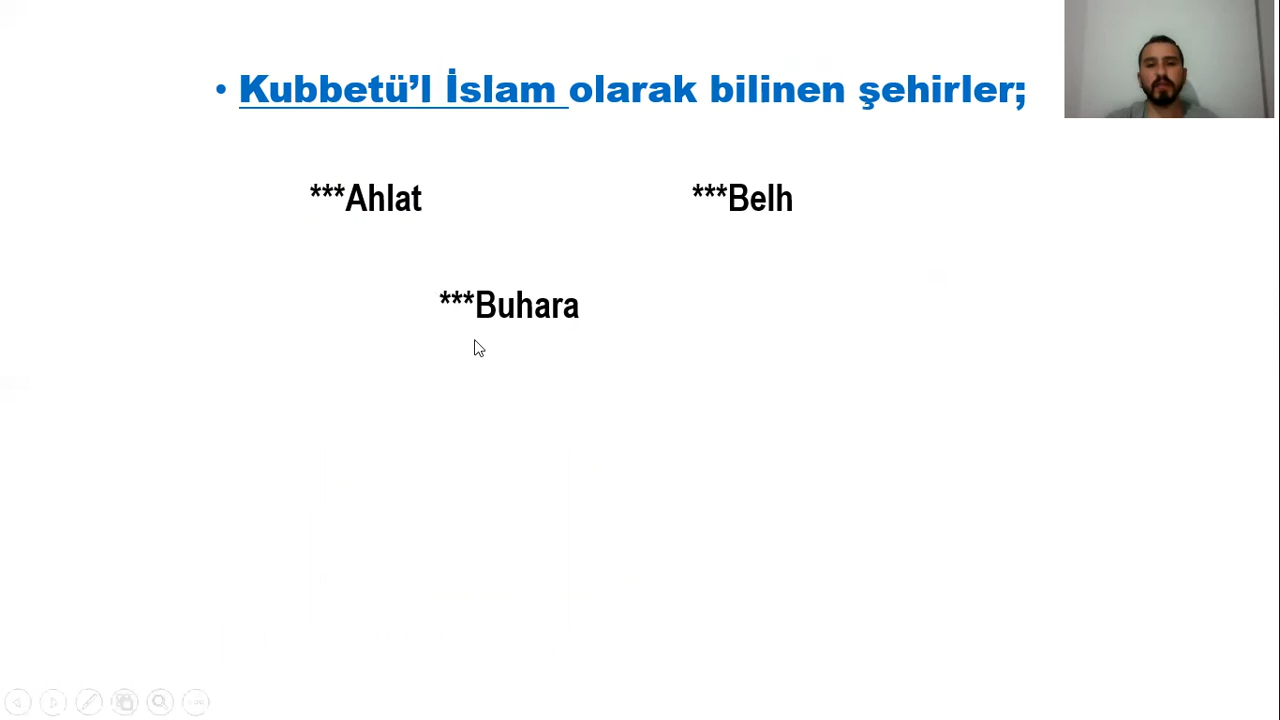 • Kubbetü’l İslam olarak bilinen şehirler;
***Ahlat ***Belh
***Buhara